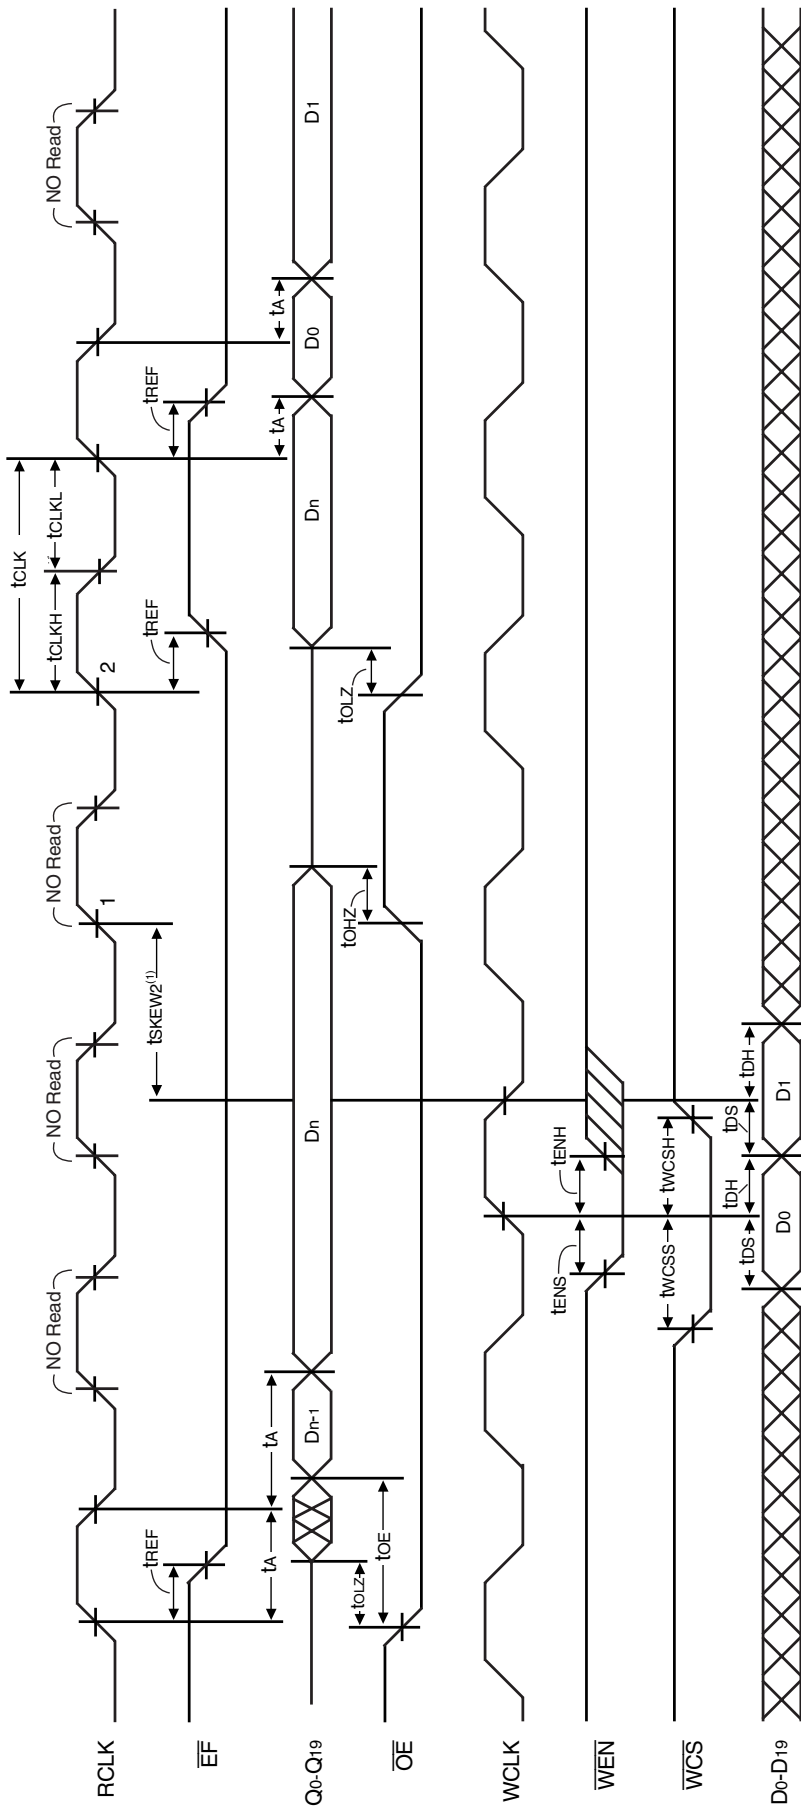 tCLK
NO Read
NO Read
NO Read
tCLKH
tCLKL
NO Read
RCLK
1
2
tREF
tSKEW2(1)
tREF
tREF
EF
tA
tA
tA
tA
Q0-Q19
Dn-1
Dn
Dn
D0
D1
tOLZ
tOE
tOHZ
tOLZ
OE
WCLK
tENS
tENH
WEN
tWCSS
tWCSH
WCS
tDS
tDH
tDS
tDH
D0-D19
D0
D1